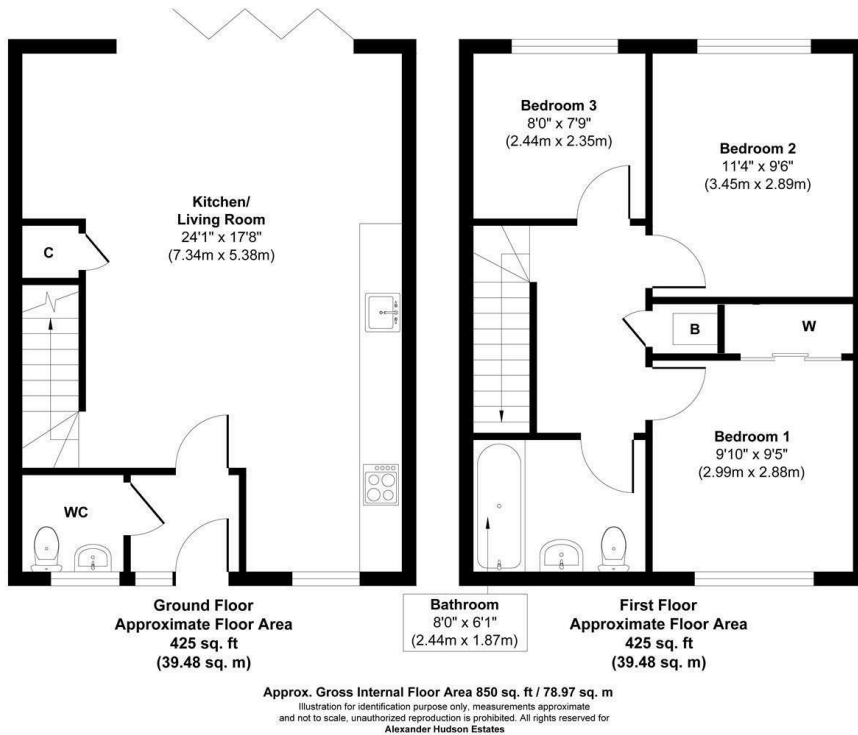 Kitchen/
Living Room
24'1" x 17'8"
(7.34m x 5.38m)
C
WC
Ground Floor
Approximate Floor Area
425 sq. ft
(39.48 sq. m)
Bedroom 3
8'0" x 7'9"
(2.44m x 2.35m)
Bedroom 2
11'4" x 9'6"
(3.45m x 2.89m)
B
W
Bedroom 1
9'10" x 9'5"
(2.99m x 2.88m)
Bathroom
8'0" x 6'1"
(2.44m x 1.87m)
First Floor
Approximate Floor Area
425 sq. ft
(39.48 sq. m)
Approx. Gross Internal Floor Area 850 sq. ft / 78.97 sq. m
Illustration for identification purpose only, measurements approximate
and not to scale, unauthorized reproduction is prohibited. All rights reserved for
Alexander Hudson Estates